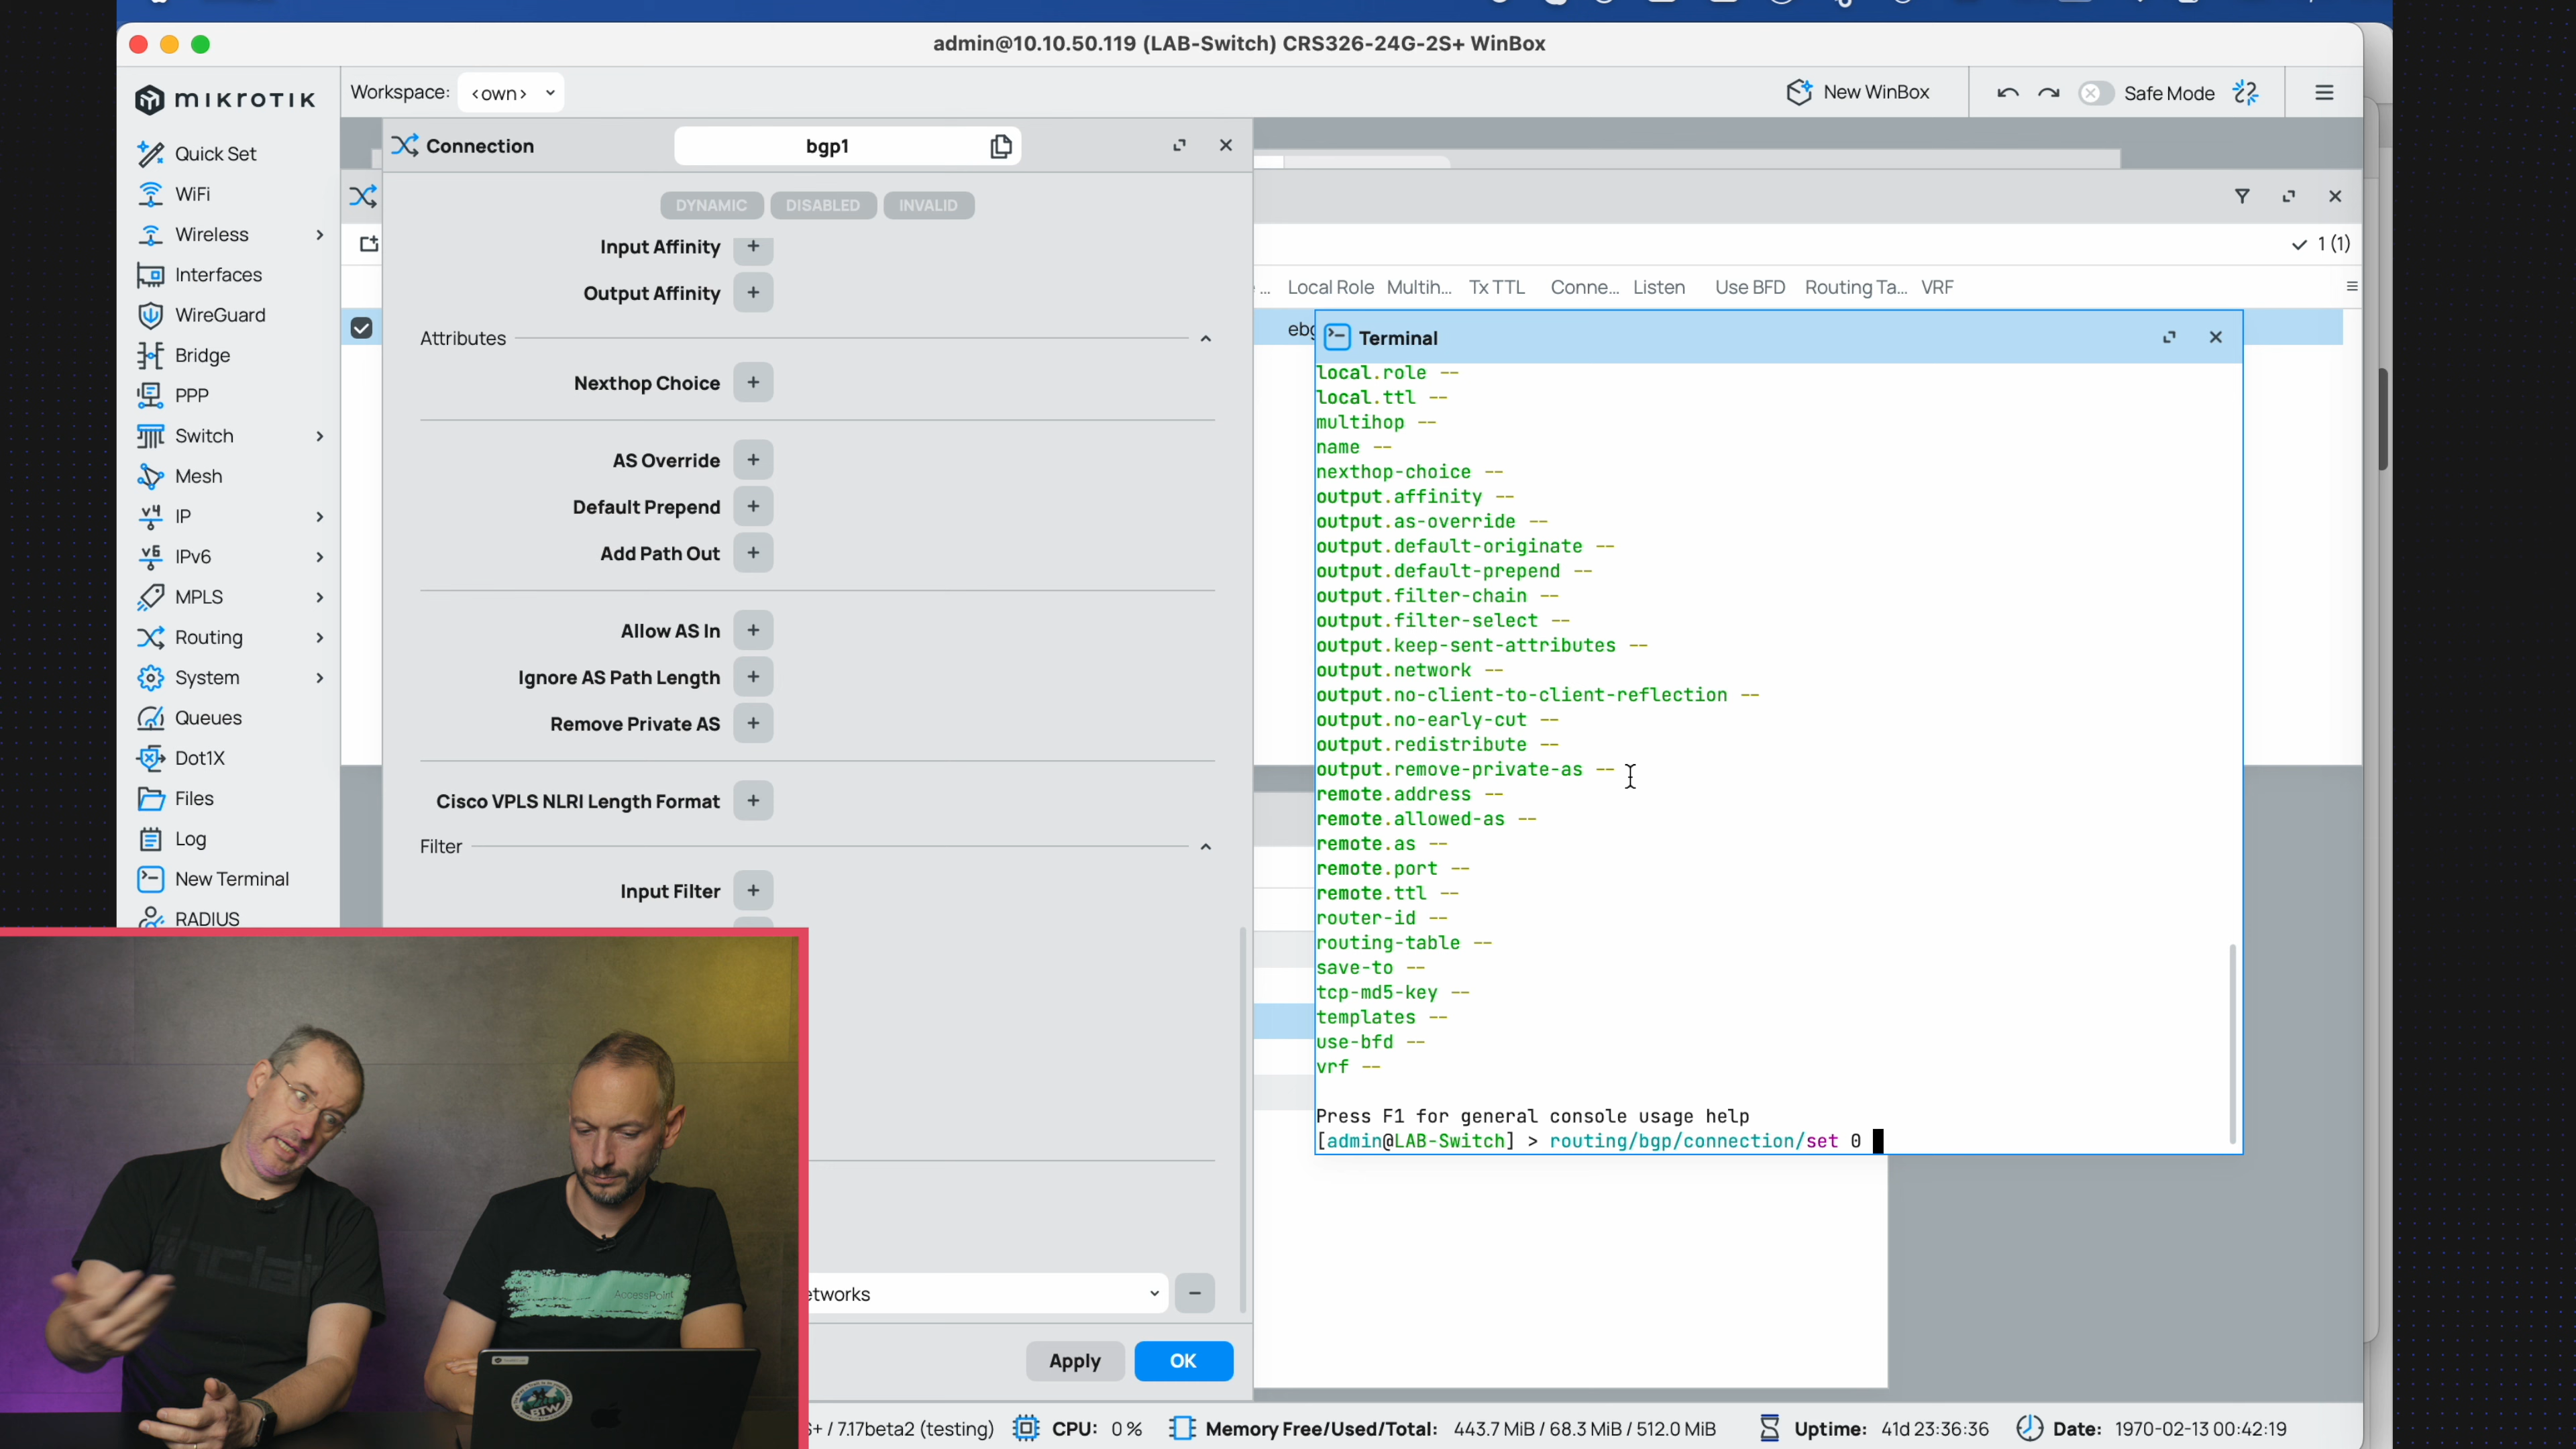 admin@10.10.50.119 (LAB-Switch) CRS326-24G-2S+ WinBox
MIKROTIK
Workspace: <own>
New WinBox
Safe Mode
Quick Set
WiFi
Wireless
Interfaces
WireGuard
Bridge
PPP
Switch
Mesh
IP
IPv6
MPLS
Routing
System
Queues
Dot1X
Files
Log
New Terminal
RADIUS
Connection
bgp1
DYNAMIC DISABLED INVALID
Input Affinity +
Output Affinity +
Attributes
Nexthop Choice +
AS Override +
Default Prepend +
Add Path Out +
Allow AS In +
Ignore AS Path Length +
Remove Private AS +
Cisco VPLS NLRI Length Format +
Filter
Input Filter +
etworks
Apply OK
1 (1)
... Local Role Multih... Tx TTL Conne... Listen Use BFD Routing Ta... VRF
ebg
Terminal
local.role --
local.ttl --
multihop --
name --
nexthop-choice --
output.affinity --
output.as-override --
output.default-originate --
output.default-prepend --
output.filter-chain --
output.filter-select --
output.keep-sent-attributes --
output.network --
output.no-client-to-client-reflection --
output.no-early-cut --
output.redistribute --
output.remove-private-as --
remote.address --
remote.allowed-as --
remote.as --
remote.port --
remote.ttl --
router-id --
routing-table --
save-to --
tcp-md5-key --
templates --
use-bfd --
vrf --
Press F1 for general console usage help
[admin@LAB-Switch] > routing/bgp/connection/set 0
AccessPoint
BTW
S+ / 7.17beta2 (testing) CPU: 0 % Memory Free/Used/Total: 443.7 MiB / 68.3 MiB / 512.0 MiB Uptime: 41d 23:36:36 Date: 1970-02-13 00:42:19